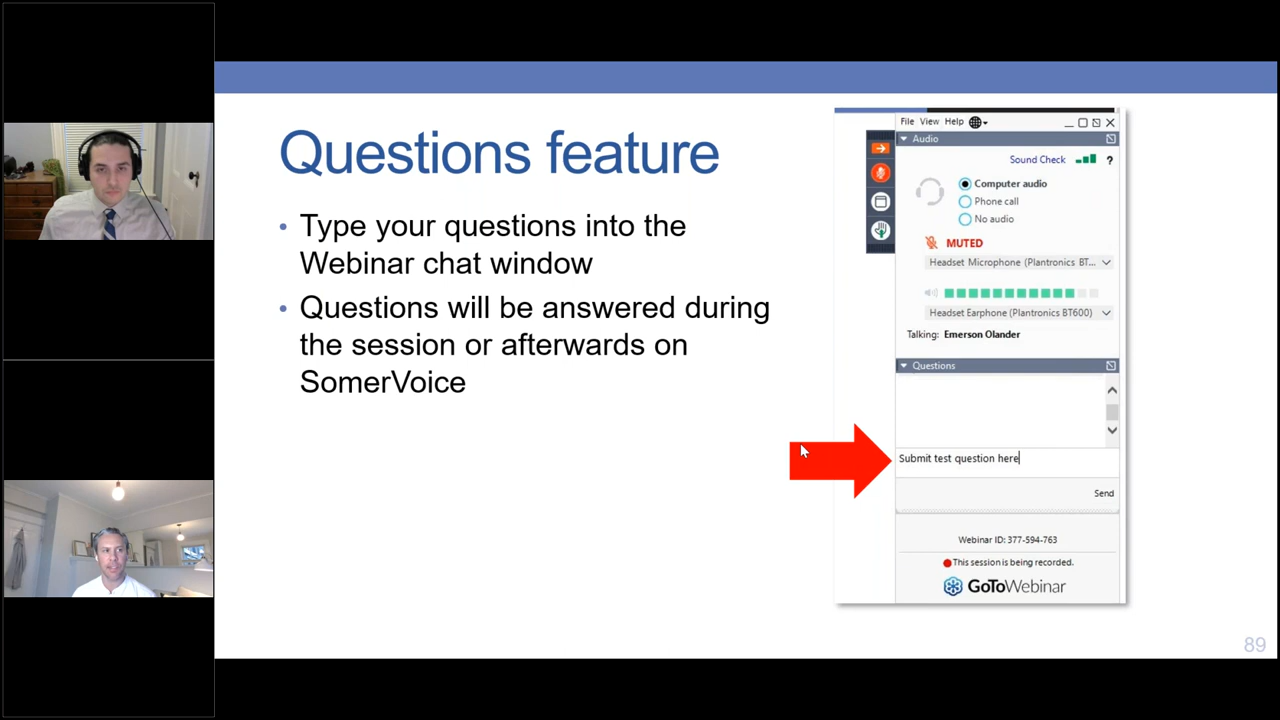 Questions feature
• Type your questions into the
Webinar chat window
• Questions will be answered during
the session or afterwards on
SomerVoice
File View Help
Audio
Sound Check ?
Computer audio
Phone call
No audio
MUTED
Headset Microphone (Plantronics BT...
Headset Earphone (Plantronics BT600)
Talking: Emerson Olander
Questions
Submit test question here
Send
Webinar ID: 377-594-763
This session is being recorded.
GoToWebinar
89